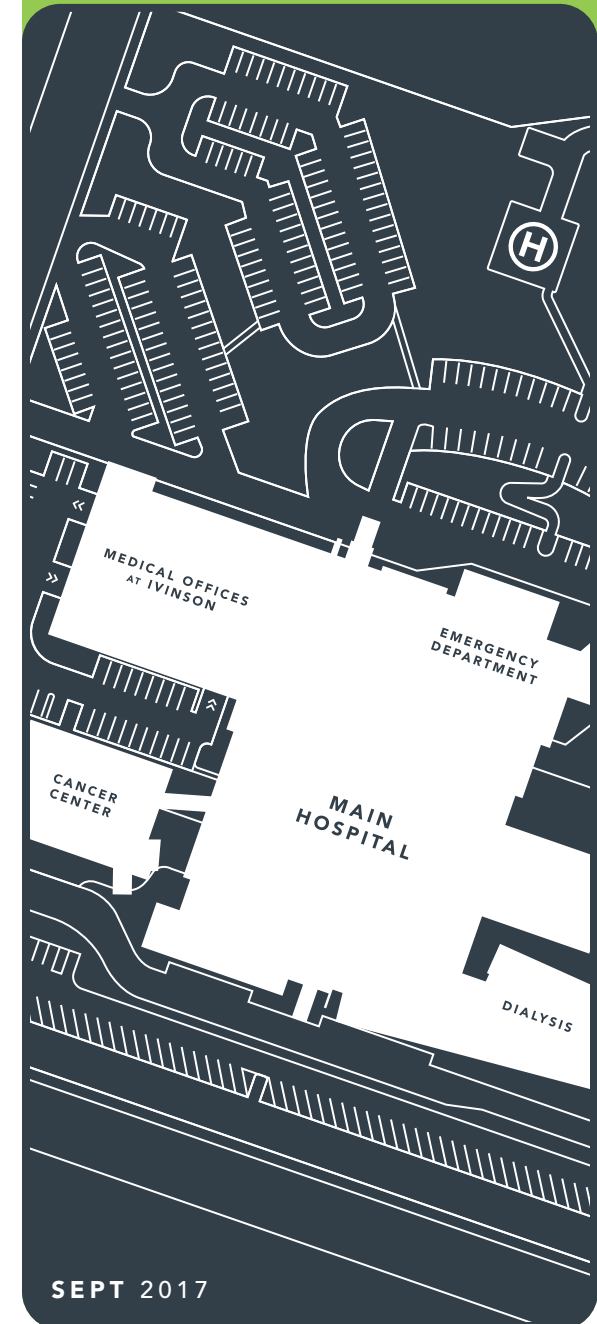 H
MEDICAL OFFICES
AT IVINSON
EMERGENCY
DEPARTMENT
CANCER
CENTER
MAIN
HOSPITAL
DIALYSIS
SEPT 2017